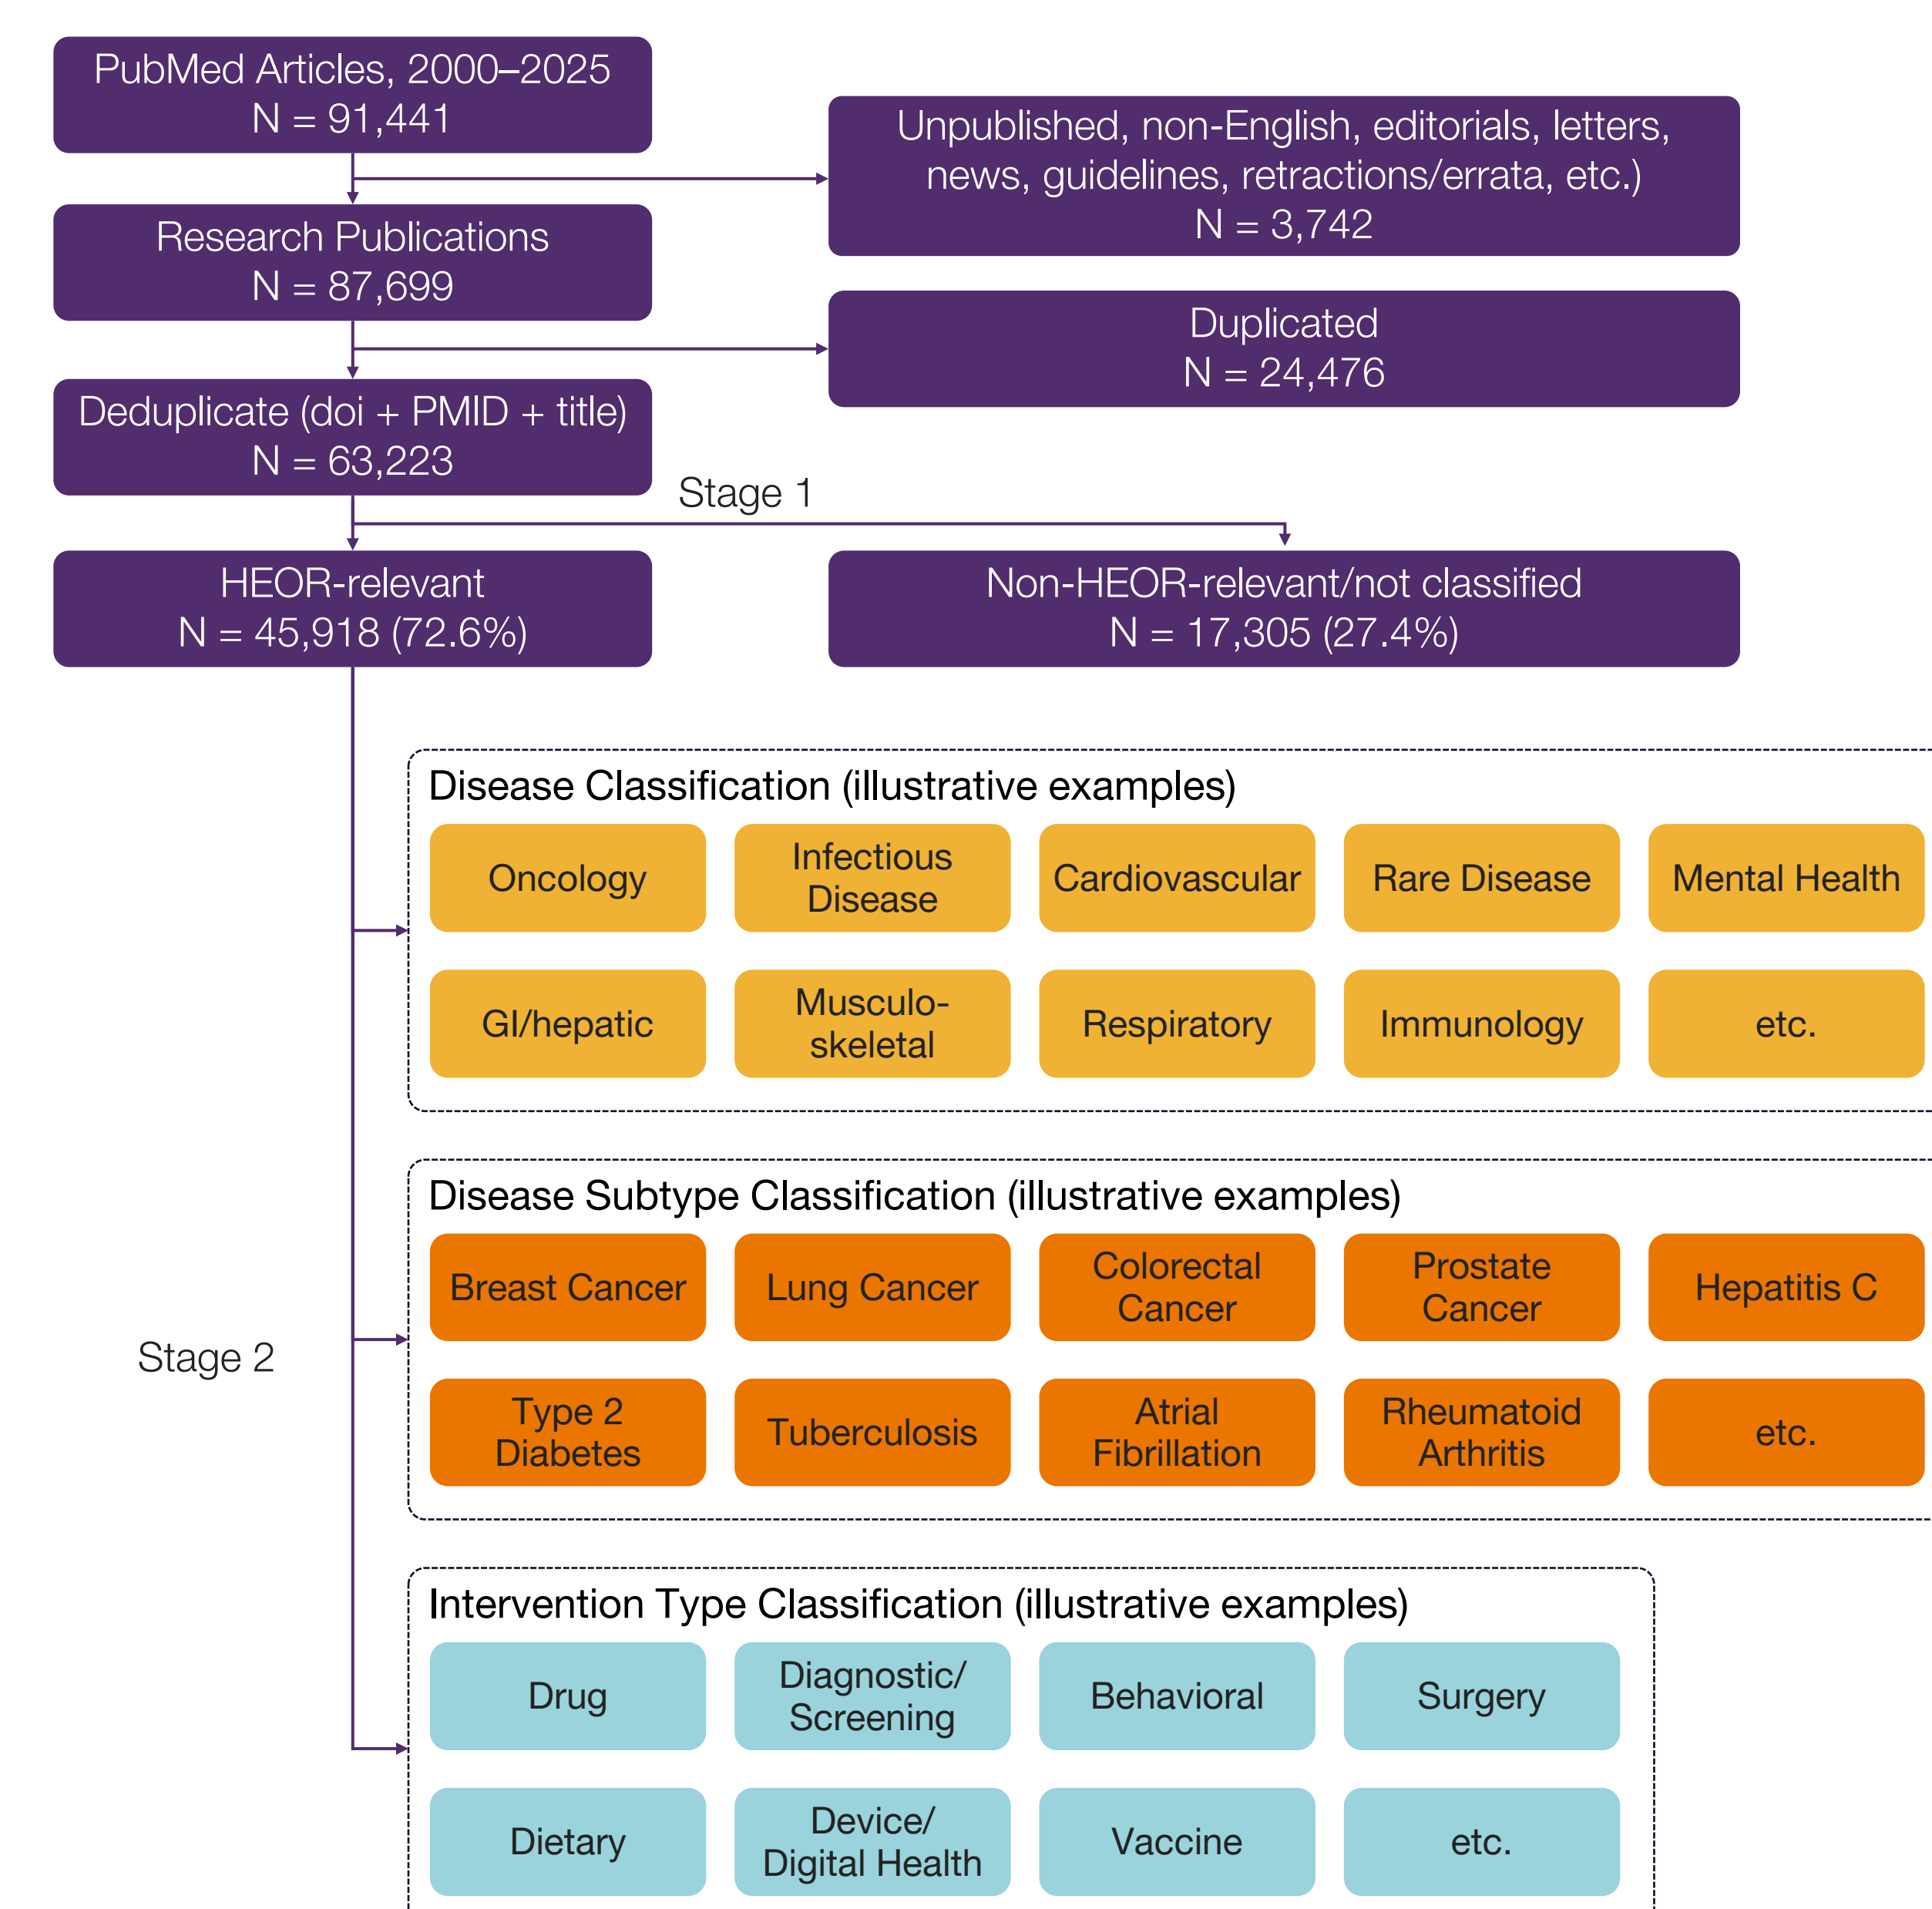 PubMed Articles, 2000–2025
N = 91,441
Unpublished, non-English, editorials, letters,
news, guidelines, retractions/errata, etc.)
N = 3,742
Research Publications
N = 87,699
Duplicated
N = 24,476
Deduplicate (doi + PMID + title)
N = 63,223
Stage 1
HEOR-relevant
N = 45,918 (72.6%)
Non-HEOR-relevant/not classified
N = 17,305 (27.4%)
Disease Classification (illustrative examples)
Oncology
Infectious
Disease
Cardiovascular
Rare Disease
Mental Health
GI/hepatic
Musculo-
skeletal
Respiratory
Immunology
etc.
Stage 2
Disease Subtype Classification (illustrative examples)
Breast Cancer
Lung Cancer
Colorectal
Cancer
Prostate
Cancer
Hepatitis C
Type 2
Diabetes
Tuberculosis
Atrial
Fibrillation
Rheumatoid
Arthritis
etc.
Intervention Type Classification (illustrative examples)
Drug
Diagnostic/
Screening
Behavioral
Surgery
Dietary
Device/
Digital Health
Vaccine
etc.